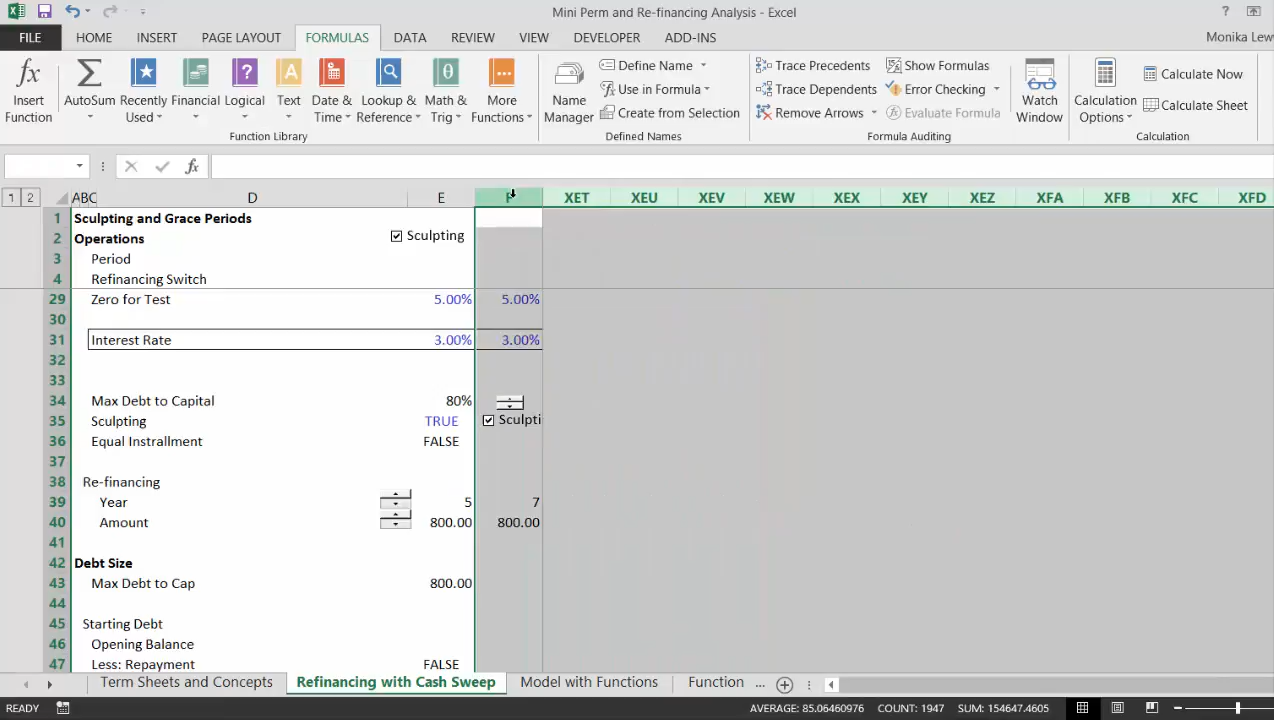 Mini Perm and Re-financing Analysis - Excel
FILE HOME INSERT PAGE LAYOUT FORMULAS DATA REVIEW VIEW DEVELOPER ADD-INS Monika Lew
Insert Function
AutoSum
Recently Used
Financial
Logical
Text
Date & Time
Lookup & Reference
Math & Trig
More Functions
Function Library
Name Manager
Define Name
Use in Formula
Create from Selection
Defined Names
Trace Precedents
Trace Dependents
Remove Arrows
Show Formulas
Error Checking
Evaluate Formula
Formula Auditing
Watch Window
Calculation Options
Calculate Now
Calculate Sheet
Calculation
1 2 A B C D E F XET XEU XEV XEW XEX XEY XEZ XFA XFB XFC XFD
1 Sculpting and Grace Periods
2 Operations Sculpting
3 Period
4 Refinancing Switch
29 Zero for Test 5.00% 5.00%
30
31 Interest Rate 3.00% 3.00%
32
33
34 Max Debt to Capital 80%
35 Sculpting TRUE Sculpti
36 Equal Installment FALSE
37
38 Re-financing
39 Year 5 7
40 Amount 800.00 800.00
41
42 Debt Size
43 Max Debt to Cap 800.00
44
45 Starting Debt
46 Opening Balance
47 Less: Repayment FALSE
Term Sheets and Concepts Refinancing with Cash Sweep Model with Functions Function ...
READY AVERAGE: 85.06460976 COUNT: 1947 SUM: 154647.4605